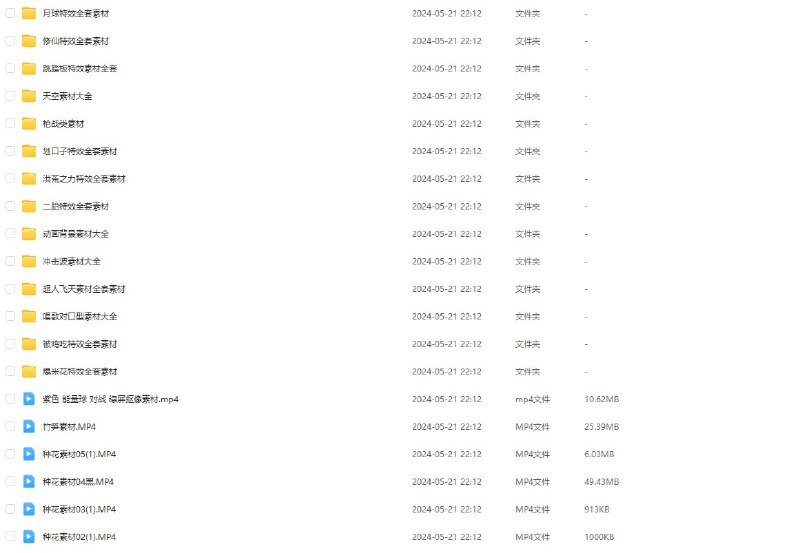 月球特效全套素材 2024-05-21 22:12 文件夹 -
修仙特效全套素材 2024-05-21 22:12 文件夹 -
跳踏板特效素材全套 2024-05-21 22:12 文件夹 -
天空素材大全 2024-05-21 22:12 文件夹 -
枪战类素材 2024-05-21 22:12 文件夹 -
划口子特效全套素材 2024-05-21 22:12 文件夹 -
洪荒之力特效全套素材 2024-05-21 22:12 文件夹 -
二胎特效全套素材 2024-05-21 22:12 文件夹 -
动画背景素材大全 2024-05-21 22:12 文件夹 -
冲击波素材大全 2024-05-21 22:12 文件夹 -
超人飞天素材全套素材 2024-05-21 22:12 文件夹 -
唱歌对口型素材大全 2024-05-21 22:12 文件夹 -
被鸡吃特效全套素材 2024-05-21 22:12 文件夹 -
爆米花特效全套素材 2024-05-21 22:12 文件夹 -
紫色 能量球 对战 绿屏抠像素材.mp4 2024-05-21 22:12 mp4文件 10.62MB
竹笋素材.MP4 2024-05-21 22:12 MP4文件 25.39MB
种花素材05(1).MP4 2024-05-21 22:12 MP4文件 6.03MB
种花素材04黑.MP4 2024-05-21 22:12 MP4文件 49.43MB
种花素材03(1).MP4 2024-05-21 22:12 MP4文件 913KB
种花素材02(1).MP4 2024-05-21 22:12 MP4文件 1000KB